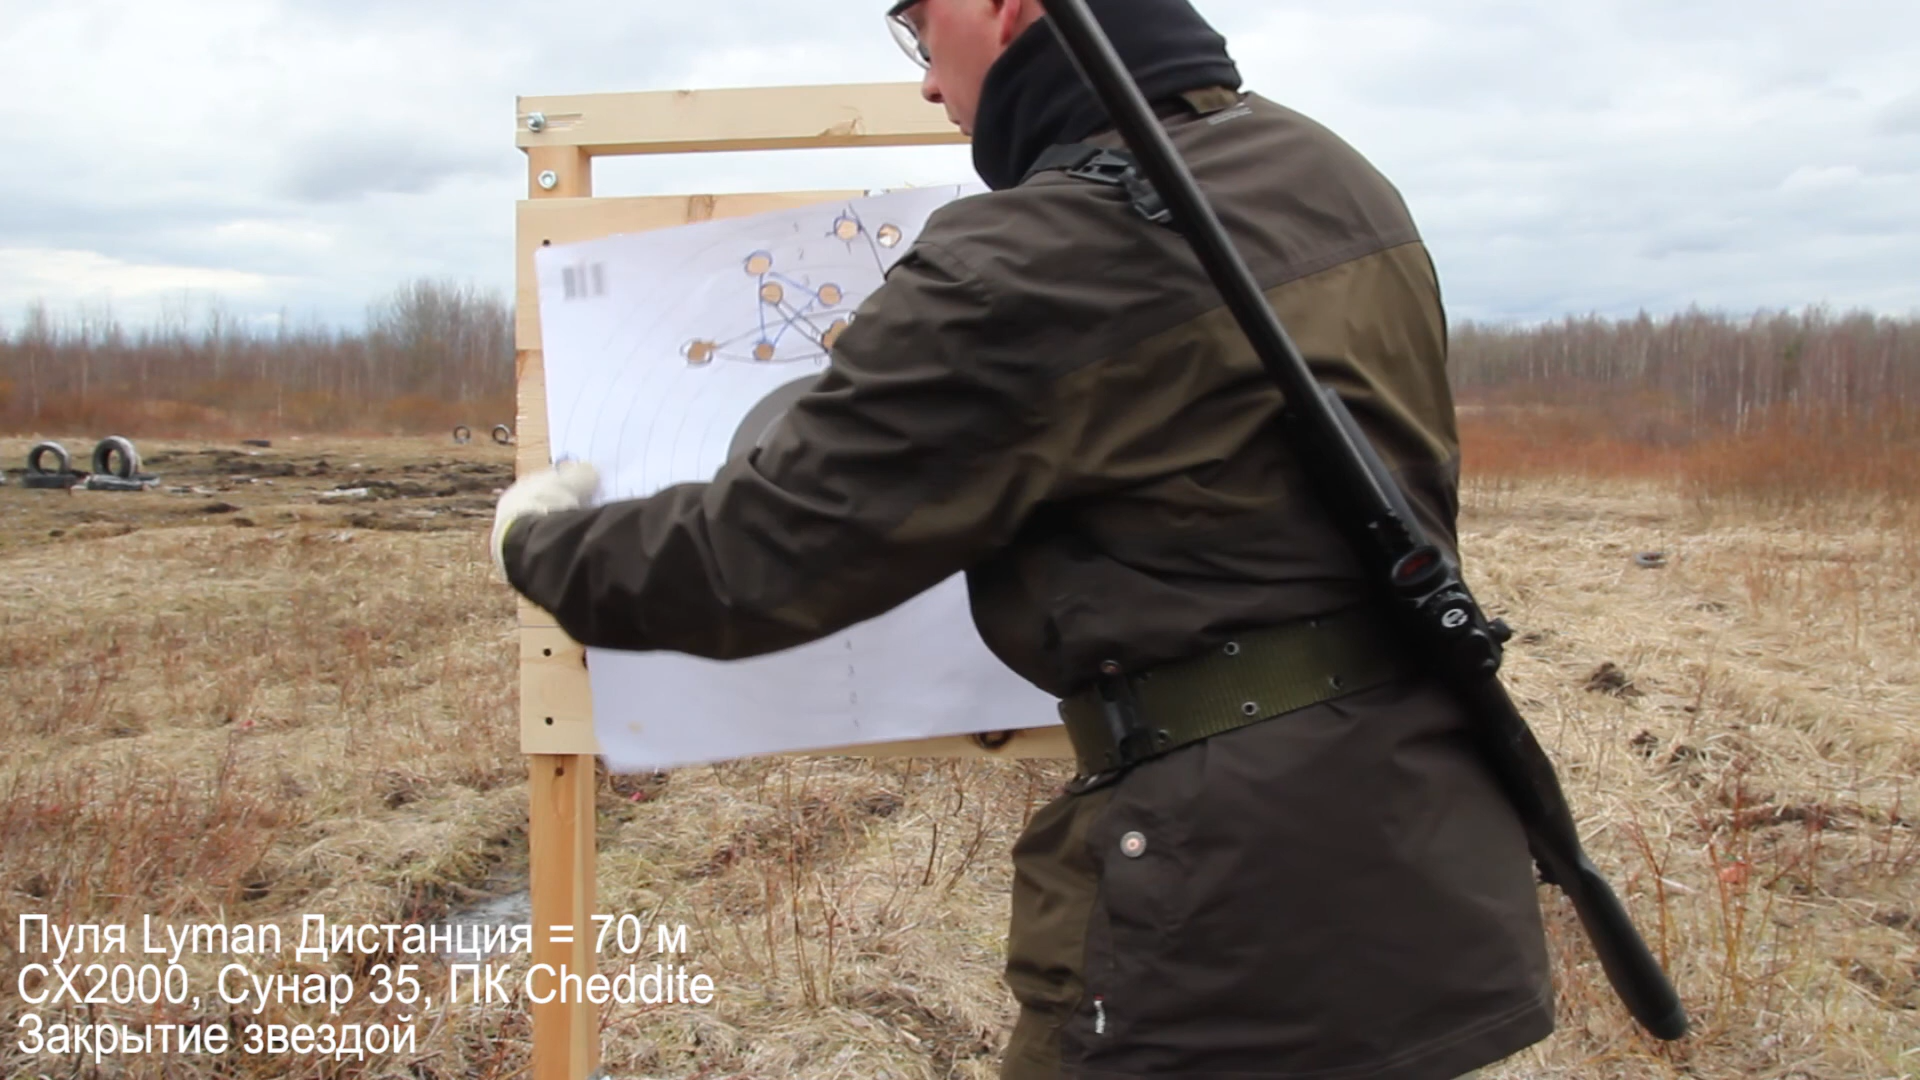 Пуля Lyman Дистанция = 70 м
СХ2000, Сунар 35, ПК Cheddite
Закрытие звездой